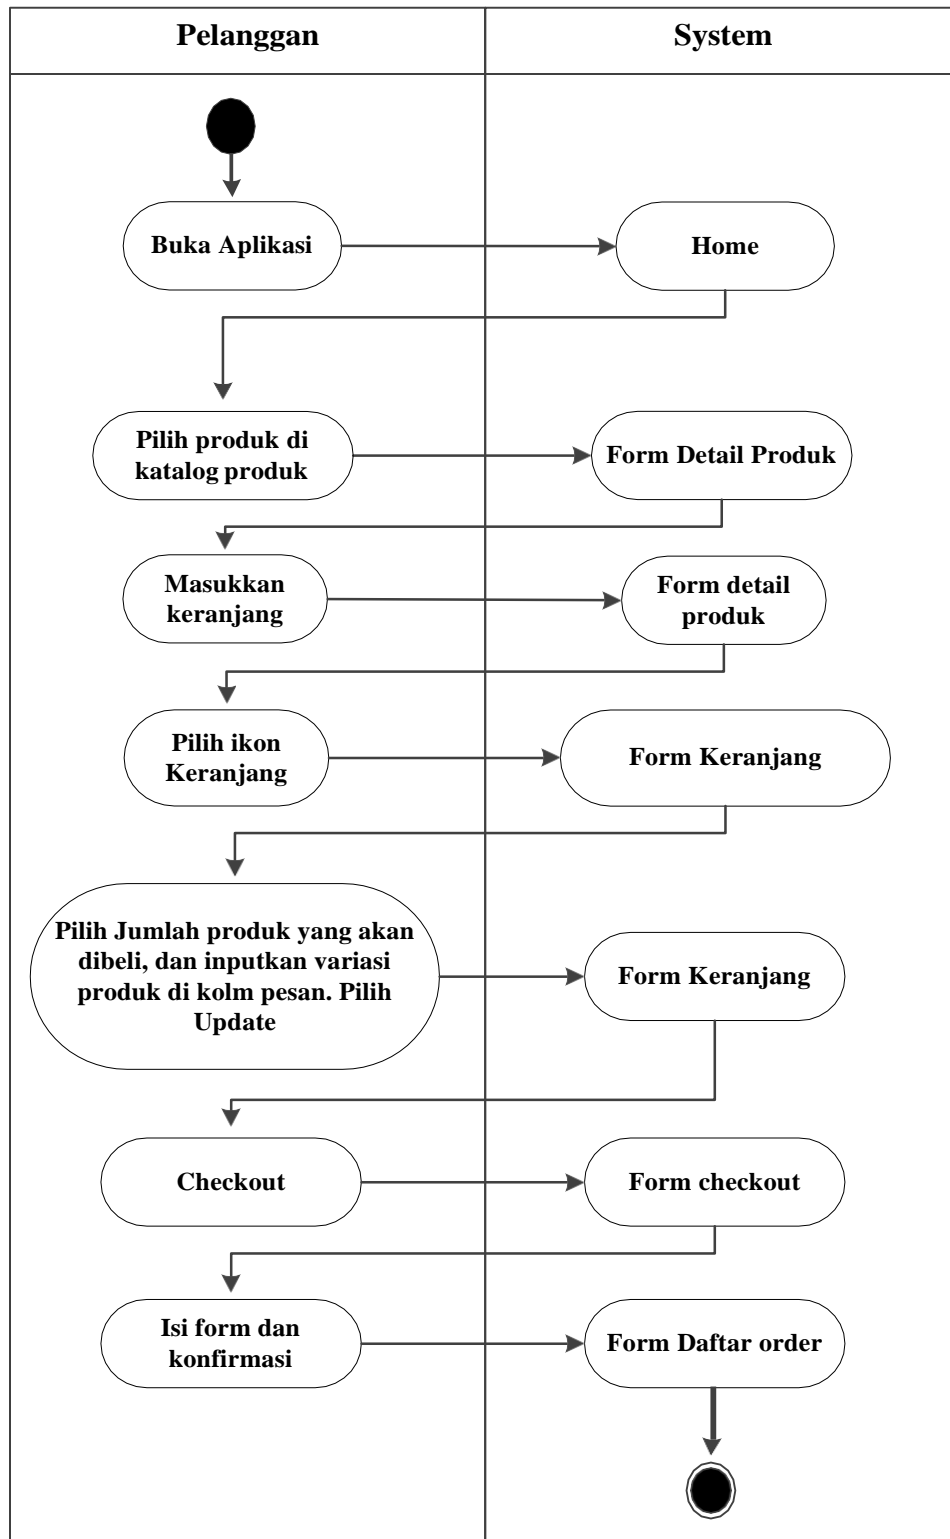 Pelanggan
System
Buka Aplikasi
Home
Pilih produk di
katalog produk
Form Detail Produk
Masukkan
keranjang
Form detail
produk
Pilih ikon
Keranjang
Form Keranjang
Pilih Jumlah produk yang akan
dibeli, dan inputkan variasi
produk di kolm pesan. Pilih
Update
Form Keranjang
Checkout
Form checkout
Isi form dan
konfirmasi
Form Daftar order